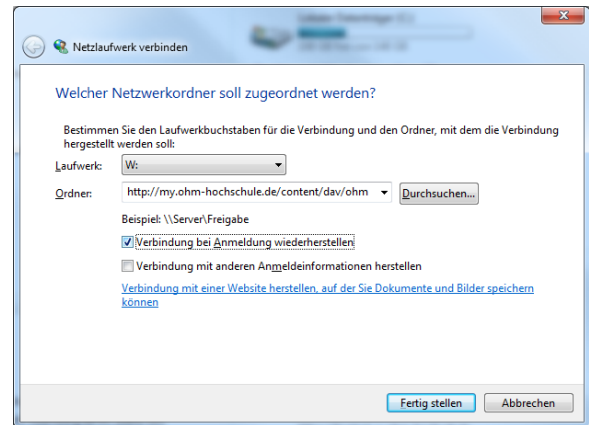 Lokaler Datenträger (C:)
Netzlaufwerk verbinden
Welcher Netzwerkordner soll zugeordnet werden?
Bestimmen Sie den Laufwerkbuchstaben für die Verbindung und den Ordner, mit dem die Verbindung
hergestellt werden soll:
Laufwerk: W:
Ordner: http://my.ohm-hochschule.de/content/dav/ohm Durchsuchen...
Beispiel: \\Server\Freigabe
Verbindung bei Anmeldung wiederherstellen
Verbindung mit anderen Anmeldeinformationen herstellen
Verbindung mit einer Website herstellen, auf der Sie Dokumente und Bilder speichern
können
Fertig stellen Abbrechen